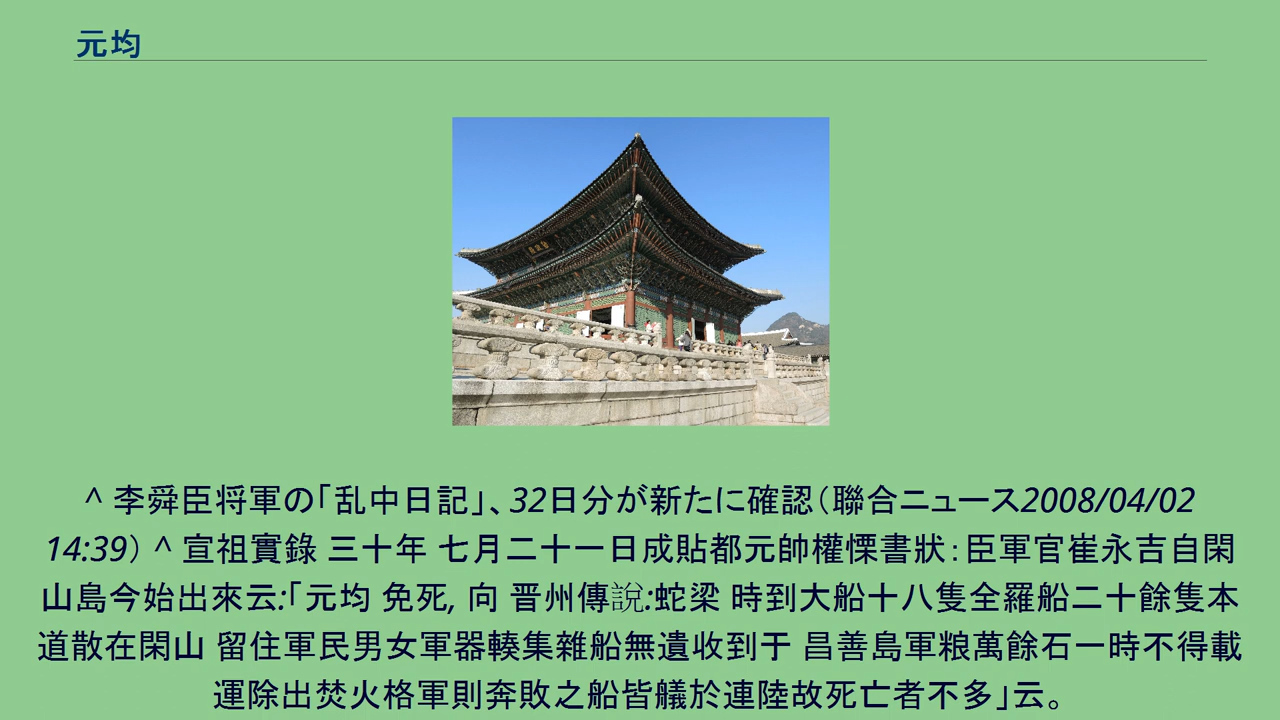 元均
^ 李舜臣将軍の「乱中日記」、32日分が新たに確認(聯合ニュース2008/04/02
14:39) ^ 宣祖實錄 三十年 七月二十一日成貼都元帥權慄書狀:臣軍官崔永吉自閑
山島今始出來云:「元均 免死, 向 晋州傳說:蛇梁 時到大船十八隻全羅船二十餘隻本
道散在閑山 留住軍民男女軍器輳集雜船無遺收到于 昌善島軍粮萬餘石一時不得載
運除出焚火格軍則奔敗之船皆艤於連陸故死亡者不多」云。